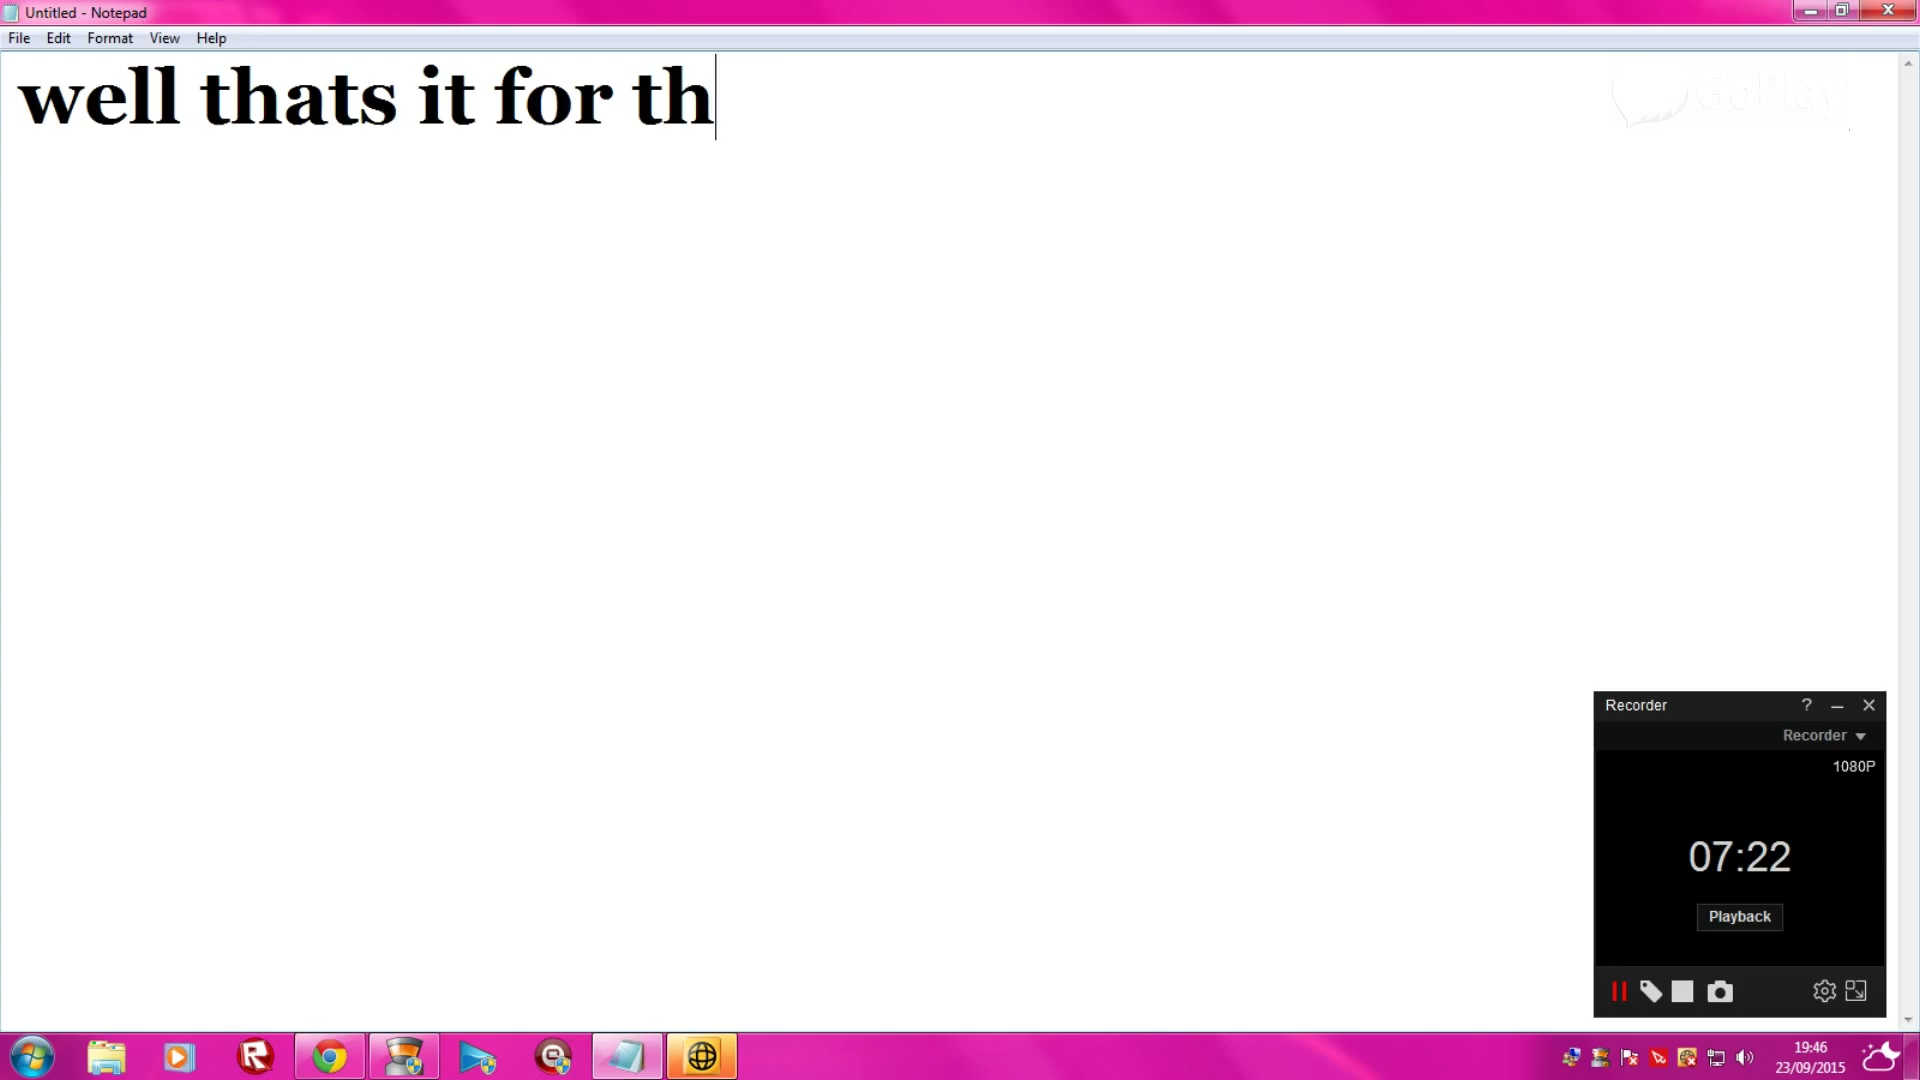 Untitled - Notepad
File Edit Format View Help
well thats it for th
GoPlay
Recorder ?
Recorder
1080P
07:22
Playback
19:46
23/09/2015